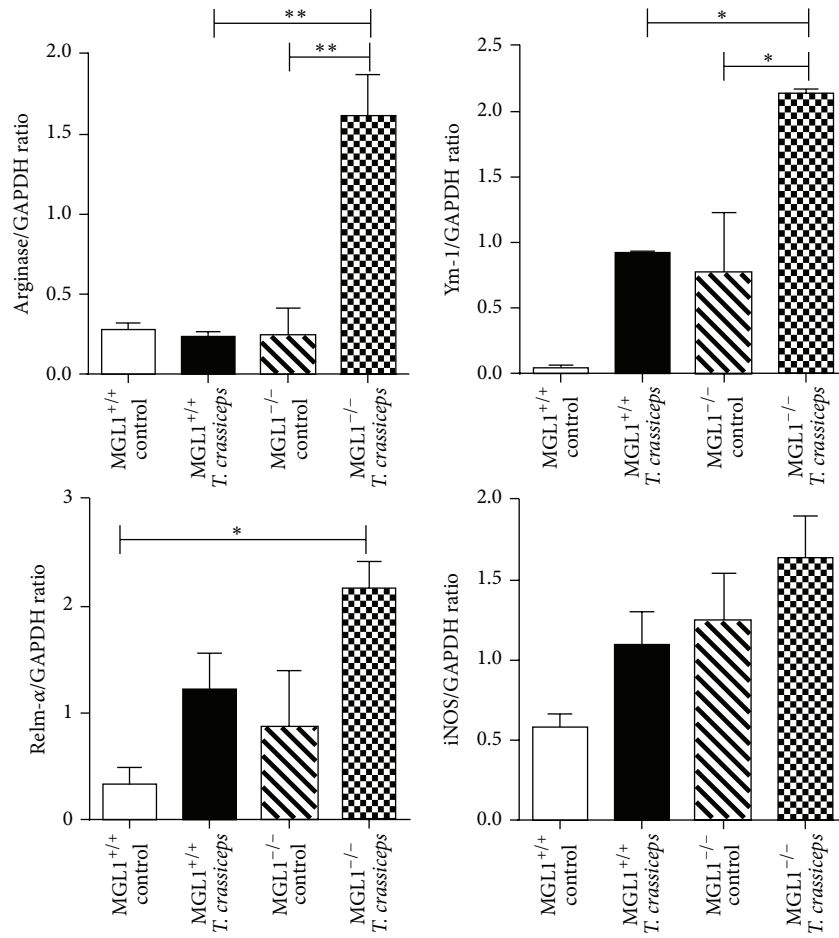 **
**
2.0
1.5
1.0
0.5
0.0
Arginase/GAPDH ratio
MGL1+/+
control
MGL1+/+
T. crassiceps
MGL1−/−
control
MGL1−/−
T. crassiceps
*
*
2.5
2.0
1.5
1.0
0.5
0.0
Ym-1/GAPDH ratio
MGL1+/+
control
MGL1+/+
T. crassiceps
MGL1−/−
control
MGL1−/−
T. crassiceps
*
3
2
1
0
Relm-α/GAPDH ratio
MGL1+/+
control
MGL1+/+
T. crassiceps
MGL1−/−
control
MGL1−/−
T. crassiceps
2.0
1.5
1.0
0.5
0.0
iNOS/GAPDH ratio
MGL1+/+
control
MGL1+/+
T. crassiceps
MGL1−/−
control
MGL1−/−
T. crassiceps